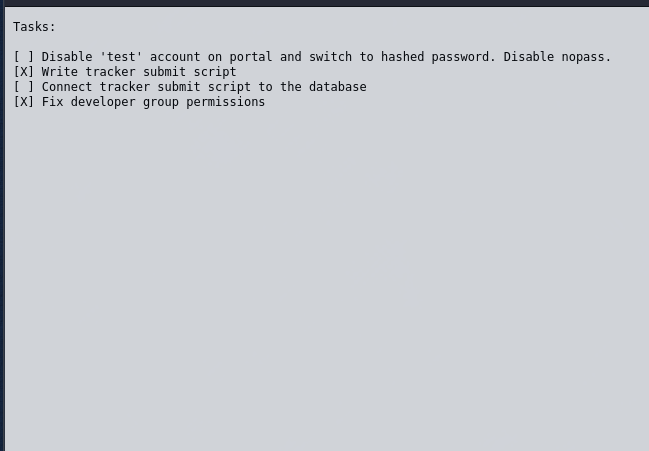 Tasks:
[ ] Disable 'test' account on portal and switch to hashed password. Disable nopass.
[X] Write tracker submit script
[ ] Connect tracker submit script to the database
[X] Fix developer group permissions